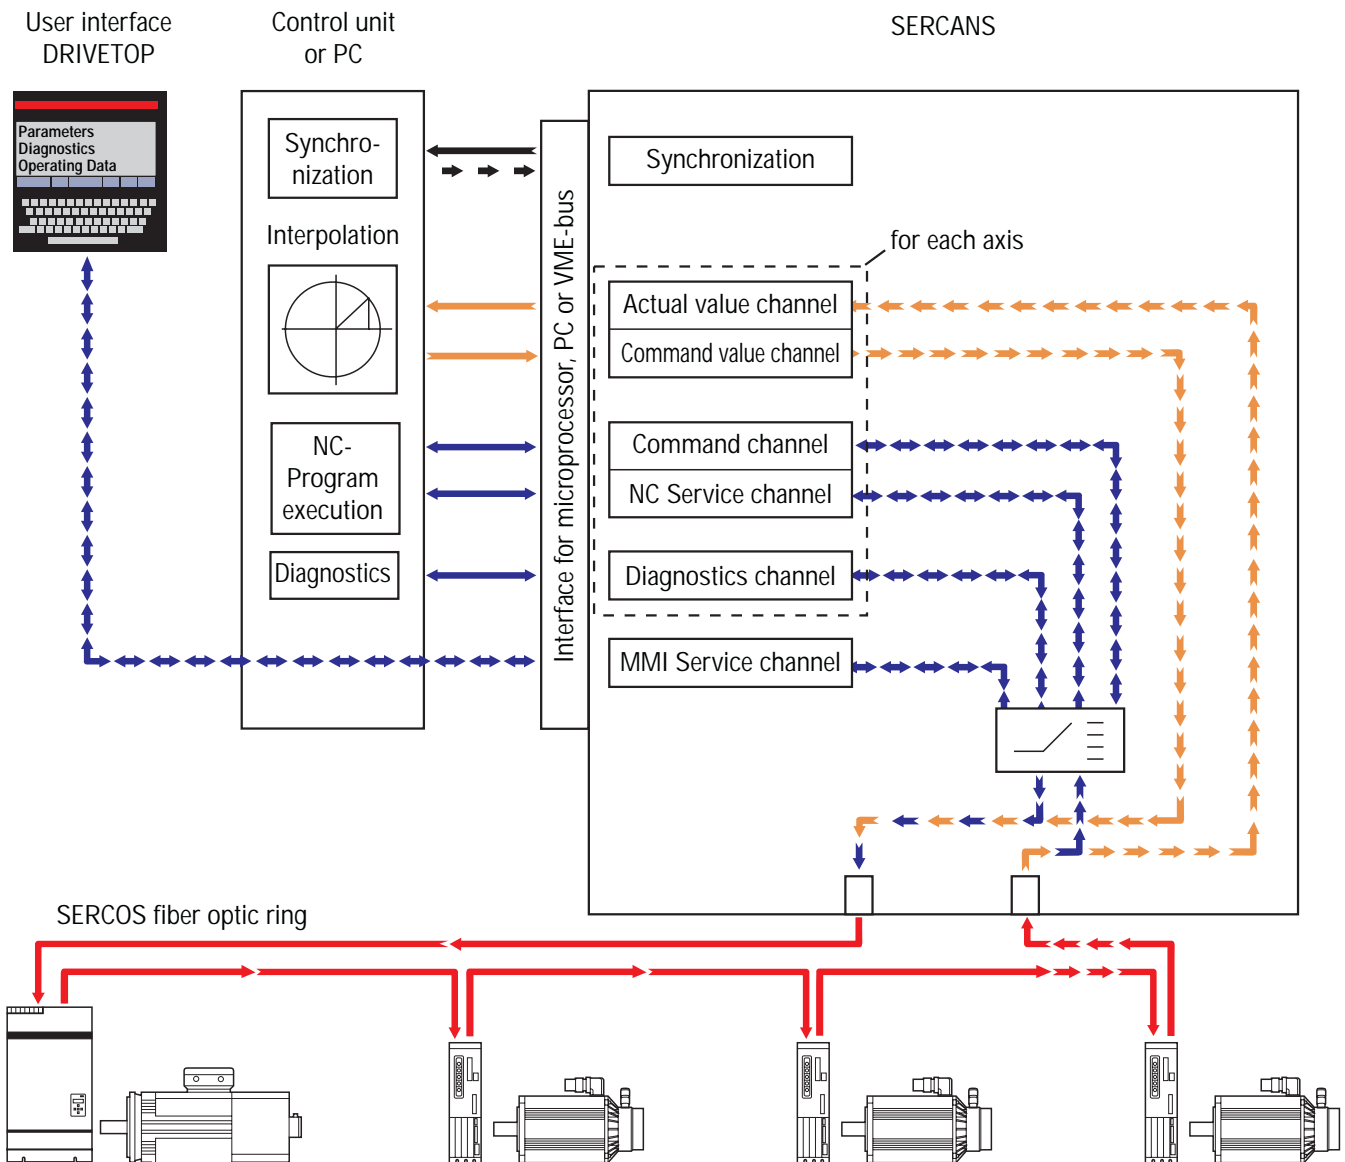 User interface
DRIVETOP
Control unit
or PC
SERCANS
Parameters
Diagnostics
Operating Data
Synchro-
nization
Interpolation
NC-
Program
execution
Diagnostics
Interface for microprocessor, PC or VME-bus
Synchronization
for each axis
Actual value channel
Command value channel
Command channel
NC Service channel
Diagnostics channel
MMI Service channel
SERCOS fiber optic ring